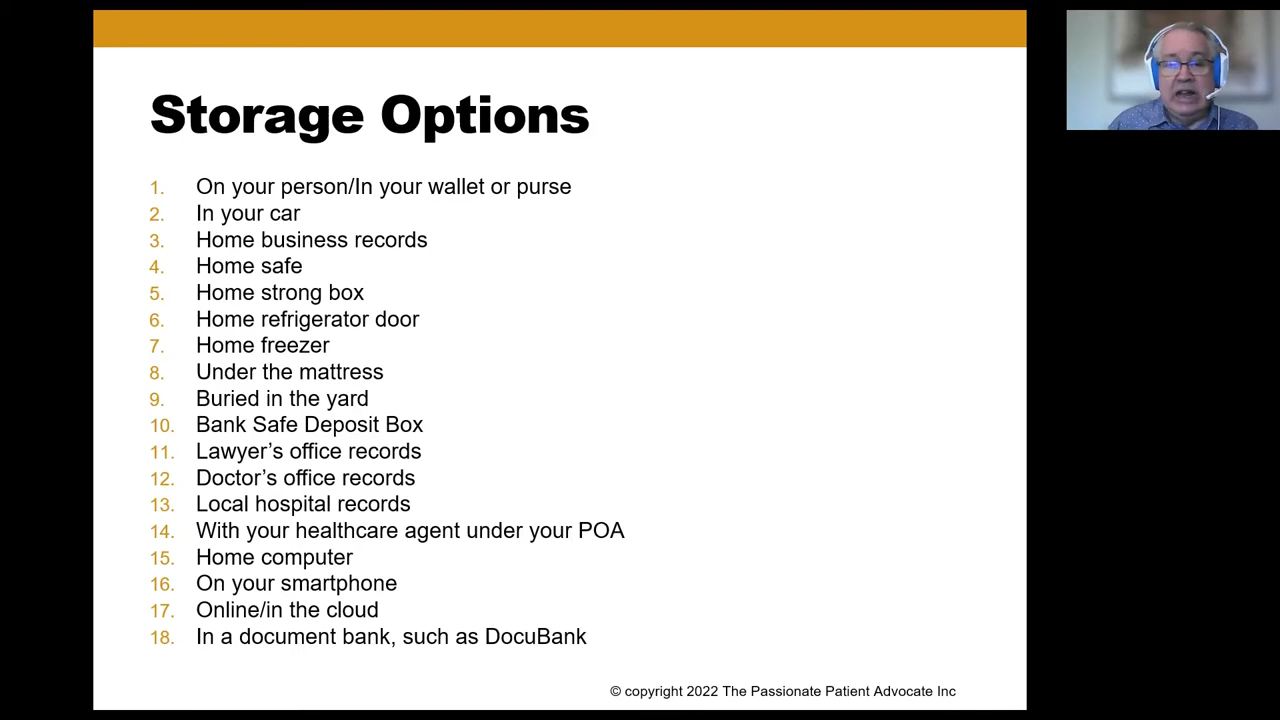 Storage Options
1. On your person/In your wallet or purse
2. In your car
3. Home business records
4. Home safe
5. Home strong box
6. Home refrigerator door
7. Home freezer
8. Under the mattress
9. Buried in the yard
10. Bank Safe Deposit Box
11. Lawyer’s office records
12. Doctor’s office records
13. Local hospital records
14. With your healthcare agent under your POA
15. Home computer
16. On your smartphone
17. Online/in the cloud
18. In a document bank, such as DocuBank
© copyright 2022 The Passionate Patient Advocate Inc